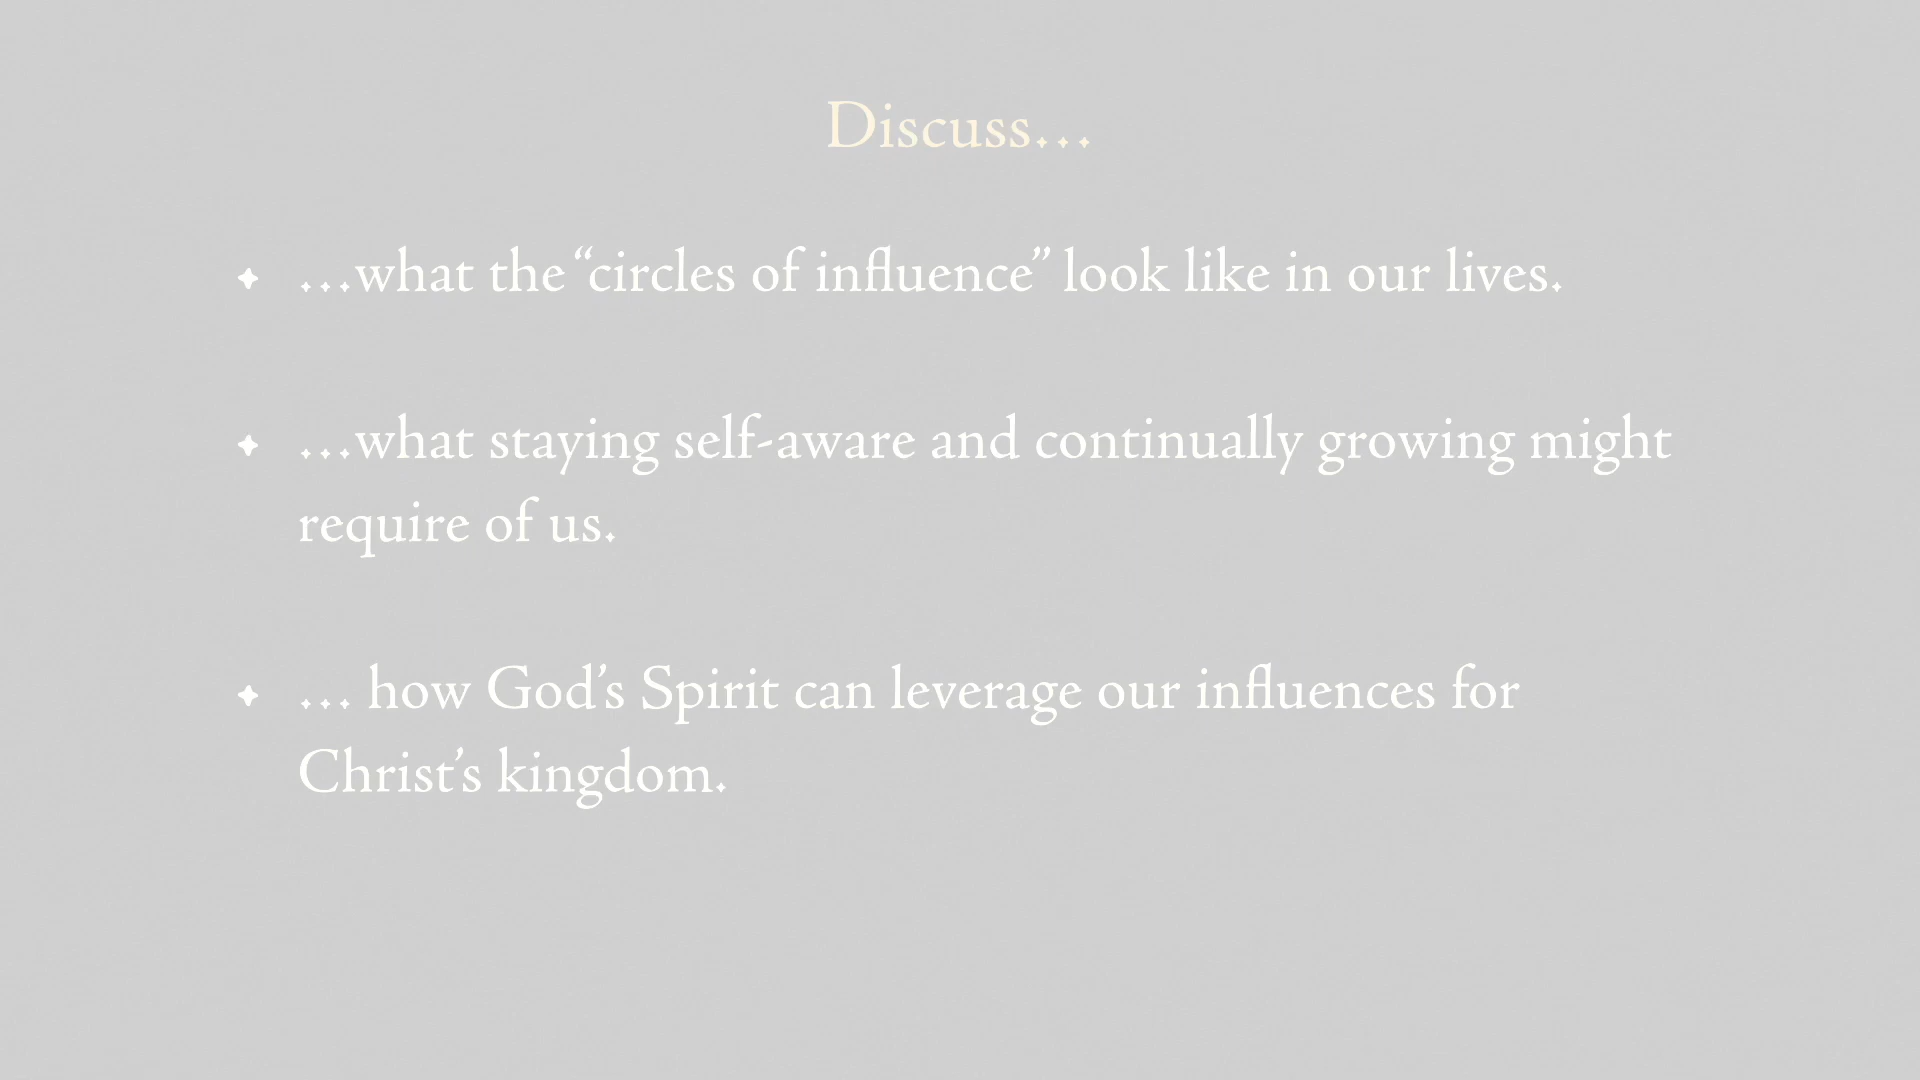 Discuss…
…what the “circles of influence” look like in our lives.
…what staying self-aware and continually growing might
require of us.
… how God’s Spirit can leverage our influences for
Christ’s kingdom.